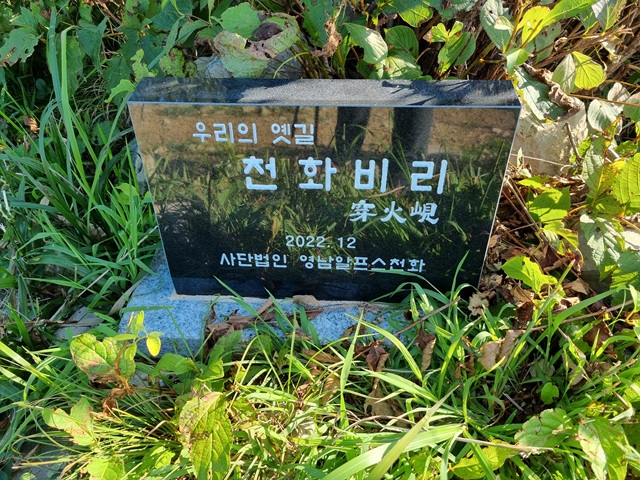 우리의 옛길
천화비리
穿火峴
2022. 12
사단법인 영남알프스천화